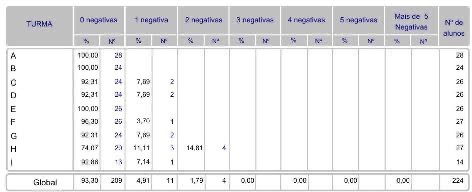 TURMA 0 negativas 1 negativa 2 negativas 3 negativas 4 negativas 5 negativas Mais de 5 Negativas Nº de alunos
% Nº % Nº % Nº % Nº % Nº % Nº % Nº
A 100,00 28 28
B 100,00 24 24
C 92,31 24 7,69 2 26
D 92,31 24 7,69 2 26
E 100,00 26 26
F 96,30 26 3,70 1 27
G 92,31 24 7,69 2 26
H 74,07 20 11,11 3 14,81 4 27
I 92,86 13 7,14 1 14
Global 93,30 209 4,91 11 1,79 4 0,00 0,00 0,00 0,00 224